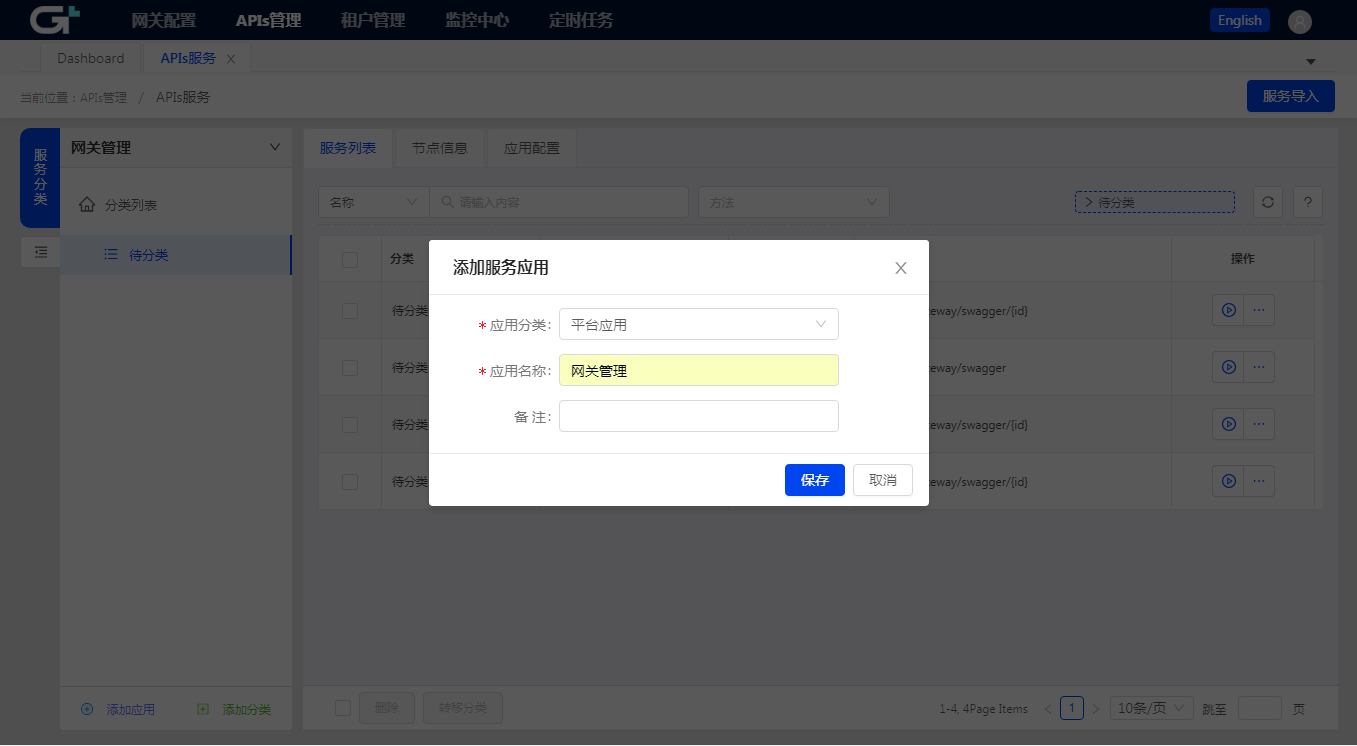 G+ 网关配置 APIs管理 租户管理 监控中心 定时任务 English
Dashboard APIs服务
当前位置：APIs管理 / APIs服务 服务导入
服务分类
网关管理
分类列表
待分类
服务列表 节点信息 应用配置
名称 请输入内容 方法 待分类 ?
分类 操作
待分类 eway/swagger/{id} ...
待分类 eway/swagger ...
待分类 eway/swagger/{id} ...
待分类 eway/swagger/{id} ...
添加服务应用
* 应用分类: 平台应用
* 应用名称: 网关管理
备 注:
保存 取消
添加应用 添加分类
删除 转移分类 1-4, 4Page Items < 1 > 10条/页 跳至 页